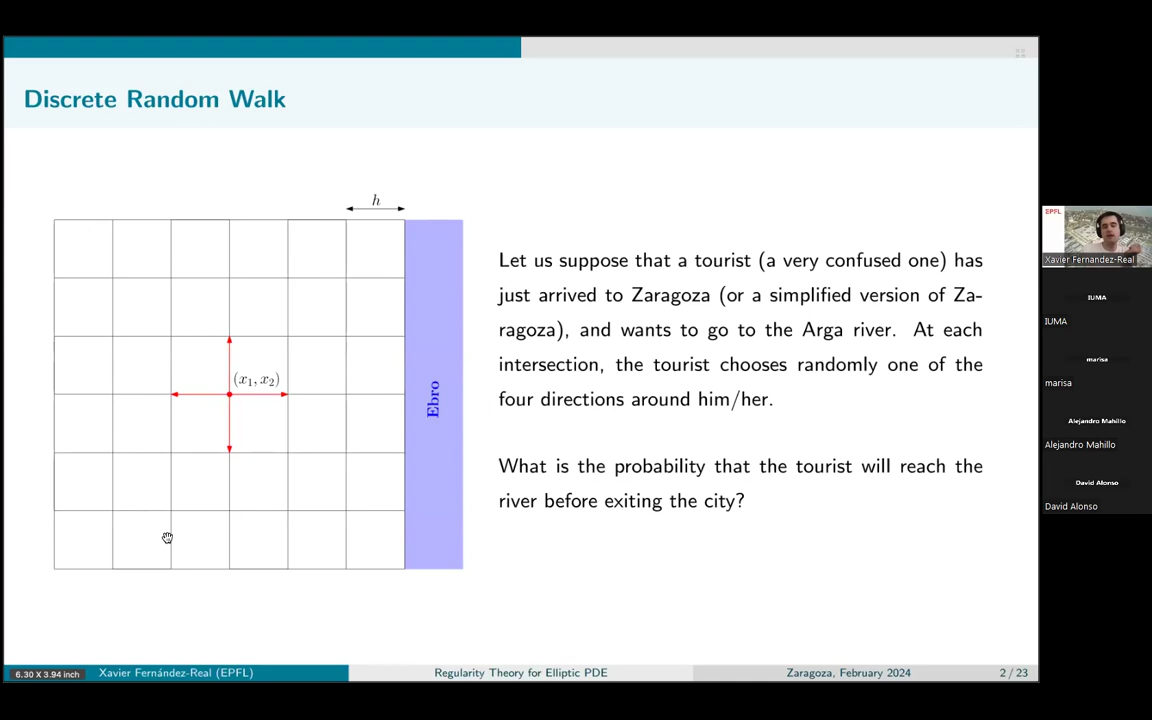 Discrete Random Walk
h
(x₁, x₂)
Ebro
Let us suppose that a tourist (a very confused one) has
just arrived to Zaragoza (or a simplified version of Za-
ragoza), and wants to go to the Arga river. At each
intersection, the tourist chooses randomly one of the
four directions around him/her.
What is the probability that the tourist will reach the
river before exiting the city?
EPFL
Xavier Fernandez-Real
IUMA
IUMA
marisa
marisa
Alejandro Mahillo
Alejandro Mahillo
David Alonso
David Alonso
6.30 X 3.94 inch
Xavier Fernández-Real (EPFL)
Regularity Theory for Elliptic PDE
Zaragoza, February 2024
2 / 23